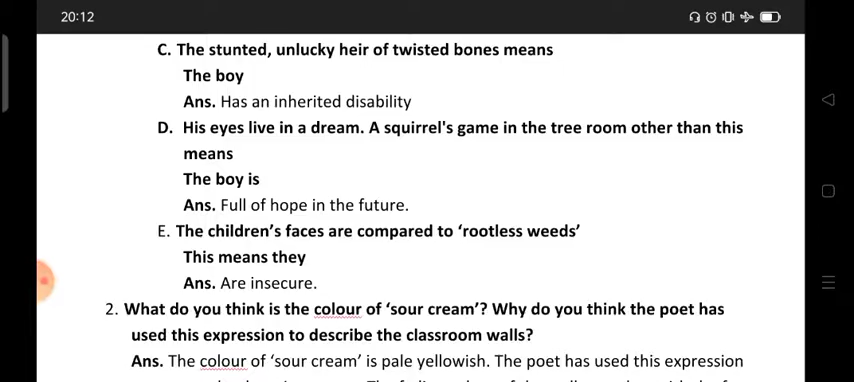 20:12
C. The stunted, unlucky heir of twisted bones means
The boy
Ans. Has an inherited disability
D. His eyes live in a dream. A squirrel's game in the tree room other than this
means
The boy is
Ans. Full of hope in the future.
E. The children's faces are compared to 'rootless weeds'
This means they
Ans. Are insecure.
2. What do you think is the colour of 'sour cream'? Why do you think the poet has
used this expression to describe the classroom walls?
Ans. The colour of 'sour cream' is pale yellowish. The poet has used this expression